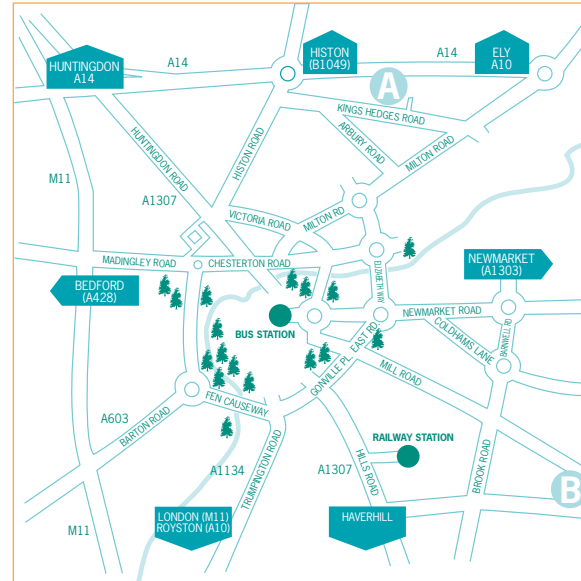 HUNTINGDON
A14
A14
HISTON
(B1049)
A14
ELY
A10
A
KINGS HEDGES ROAD
ARBURY ROAD
MILTON ROAD
HUNTINGDON ROAD
HISTON ROAD
M11
A1307
VICTORIA ROAD
MILTON RD
MADINGLEY ROAD
CHESTERTON ROAD
ELIZABETH WAY
NEWMARKET
(A1303)
BEDFORD
(A428)
BUS STATION
NEWMARKET ROAD
EAST RD
COLDHAMS LANE
BARNWELL RD
GONVILLE PL
MILL ROAD
FEN CAUSEWAY
A603
BARTON ROAD
A1134
TRUMPINGTON ROAD
A1307
HILLS ROAD
RAILWAY STATION
BROOK ROAD
B
M11
LONDON (M11)
ROYSTON (A10)
HAVERHILL